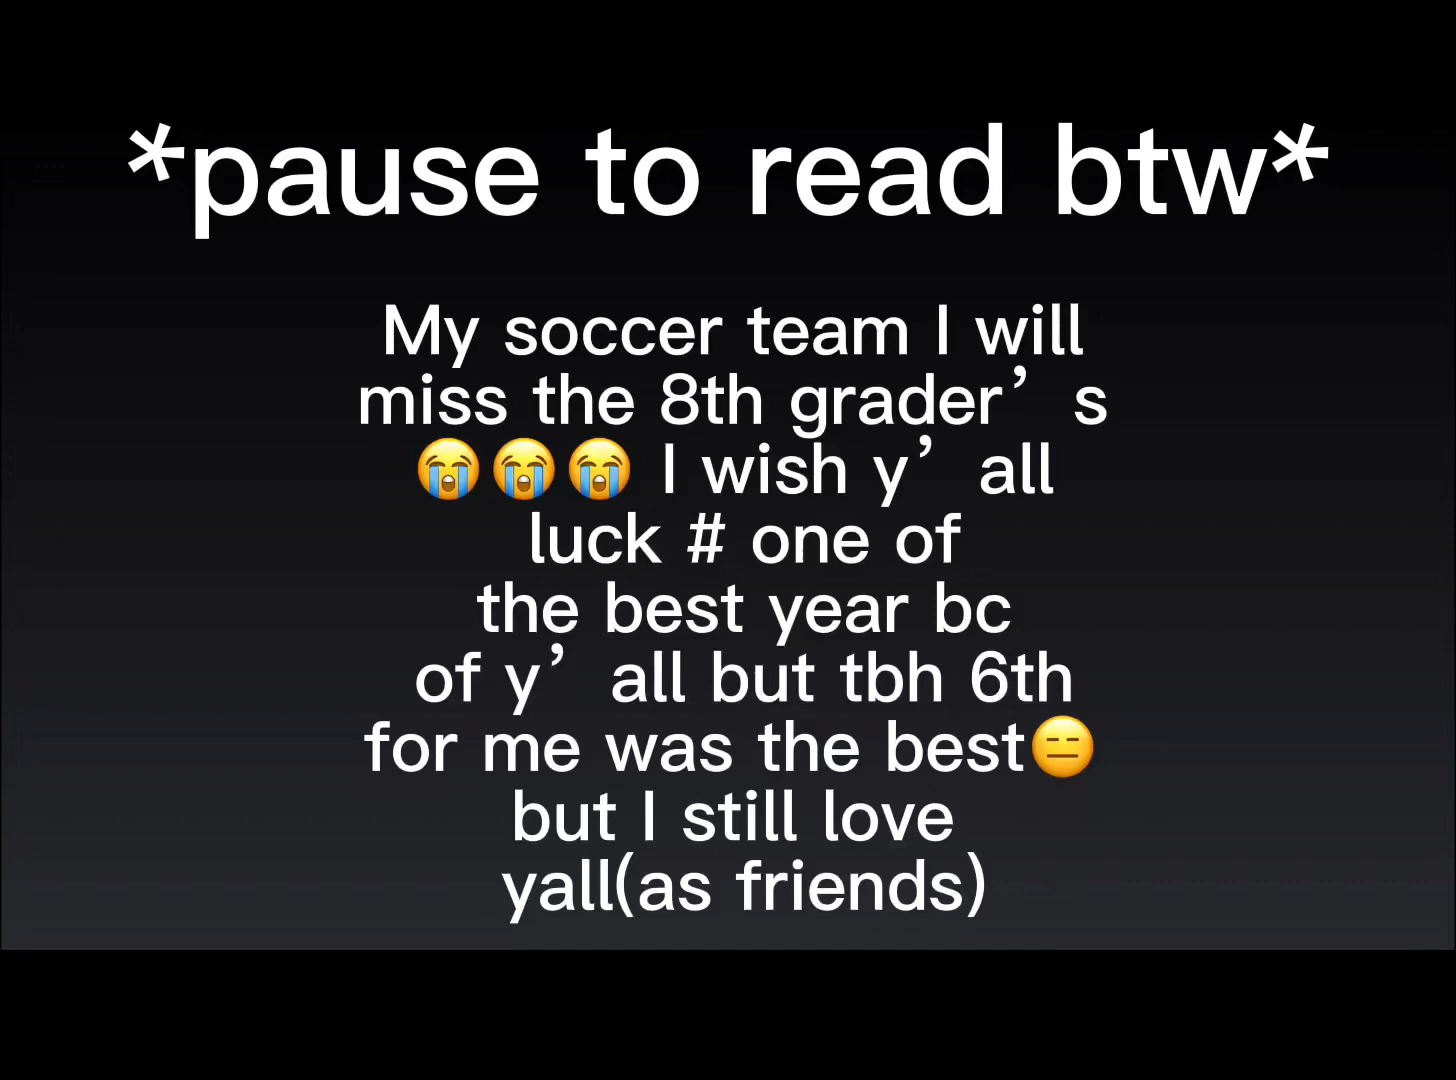 *pause to read btw*
My soccer team I will
miss the 8th grader’s
😭😭😭 I wish y’all
luck # one of
the best year bc
of y’all but tbh 6th
for me was the best😑
but I still love
yall(as friends)